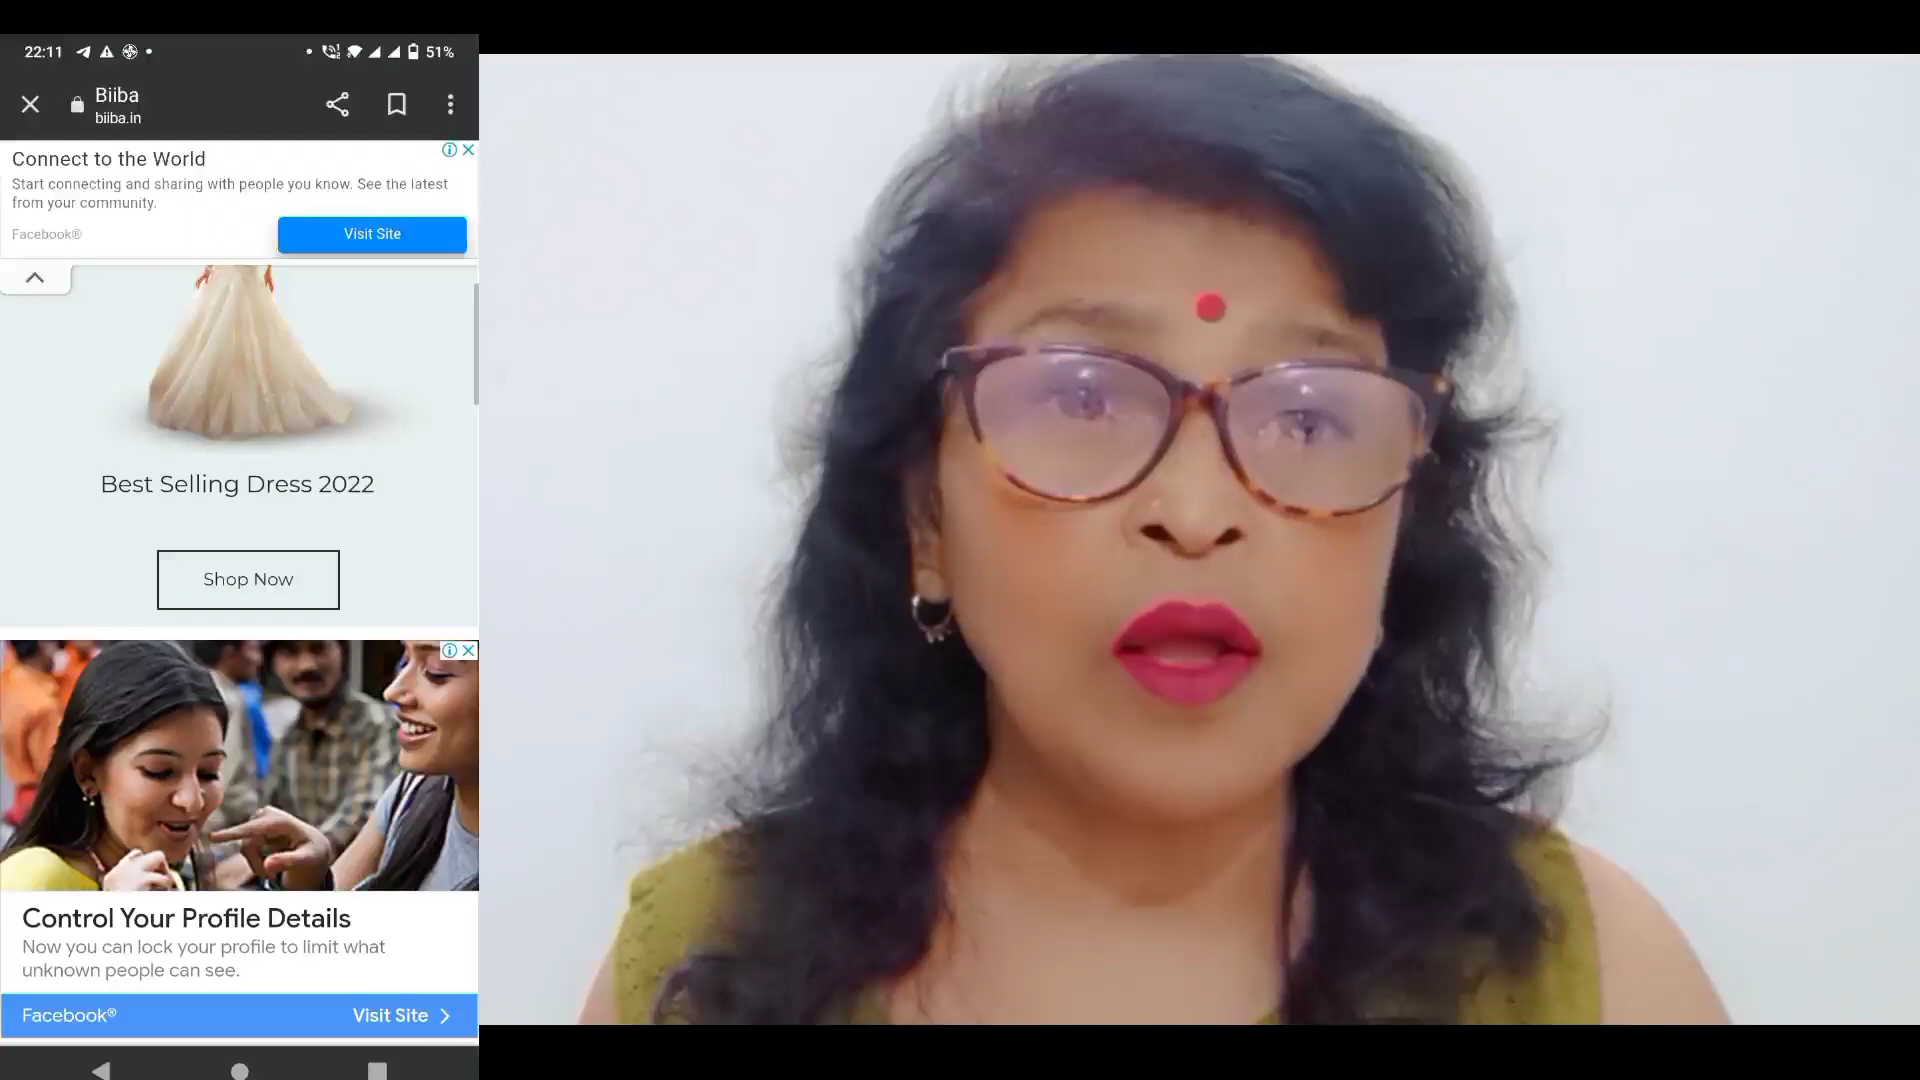 22:11
51%
Biiba
biiba.in
Connect to the World
Start connecting and sharing with people you know. See the latest
from your community.
Facebook®
Visit Site
Best Selling Dress 2022
Shop Now
Control Your Profile Details
Now you can lock your profile to limit what
unknown people can see.
Facebook®
Visit Site